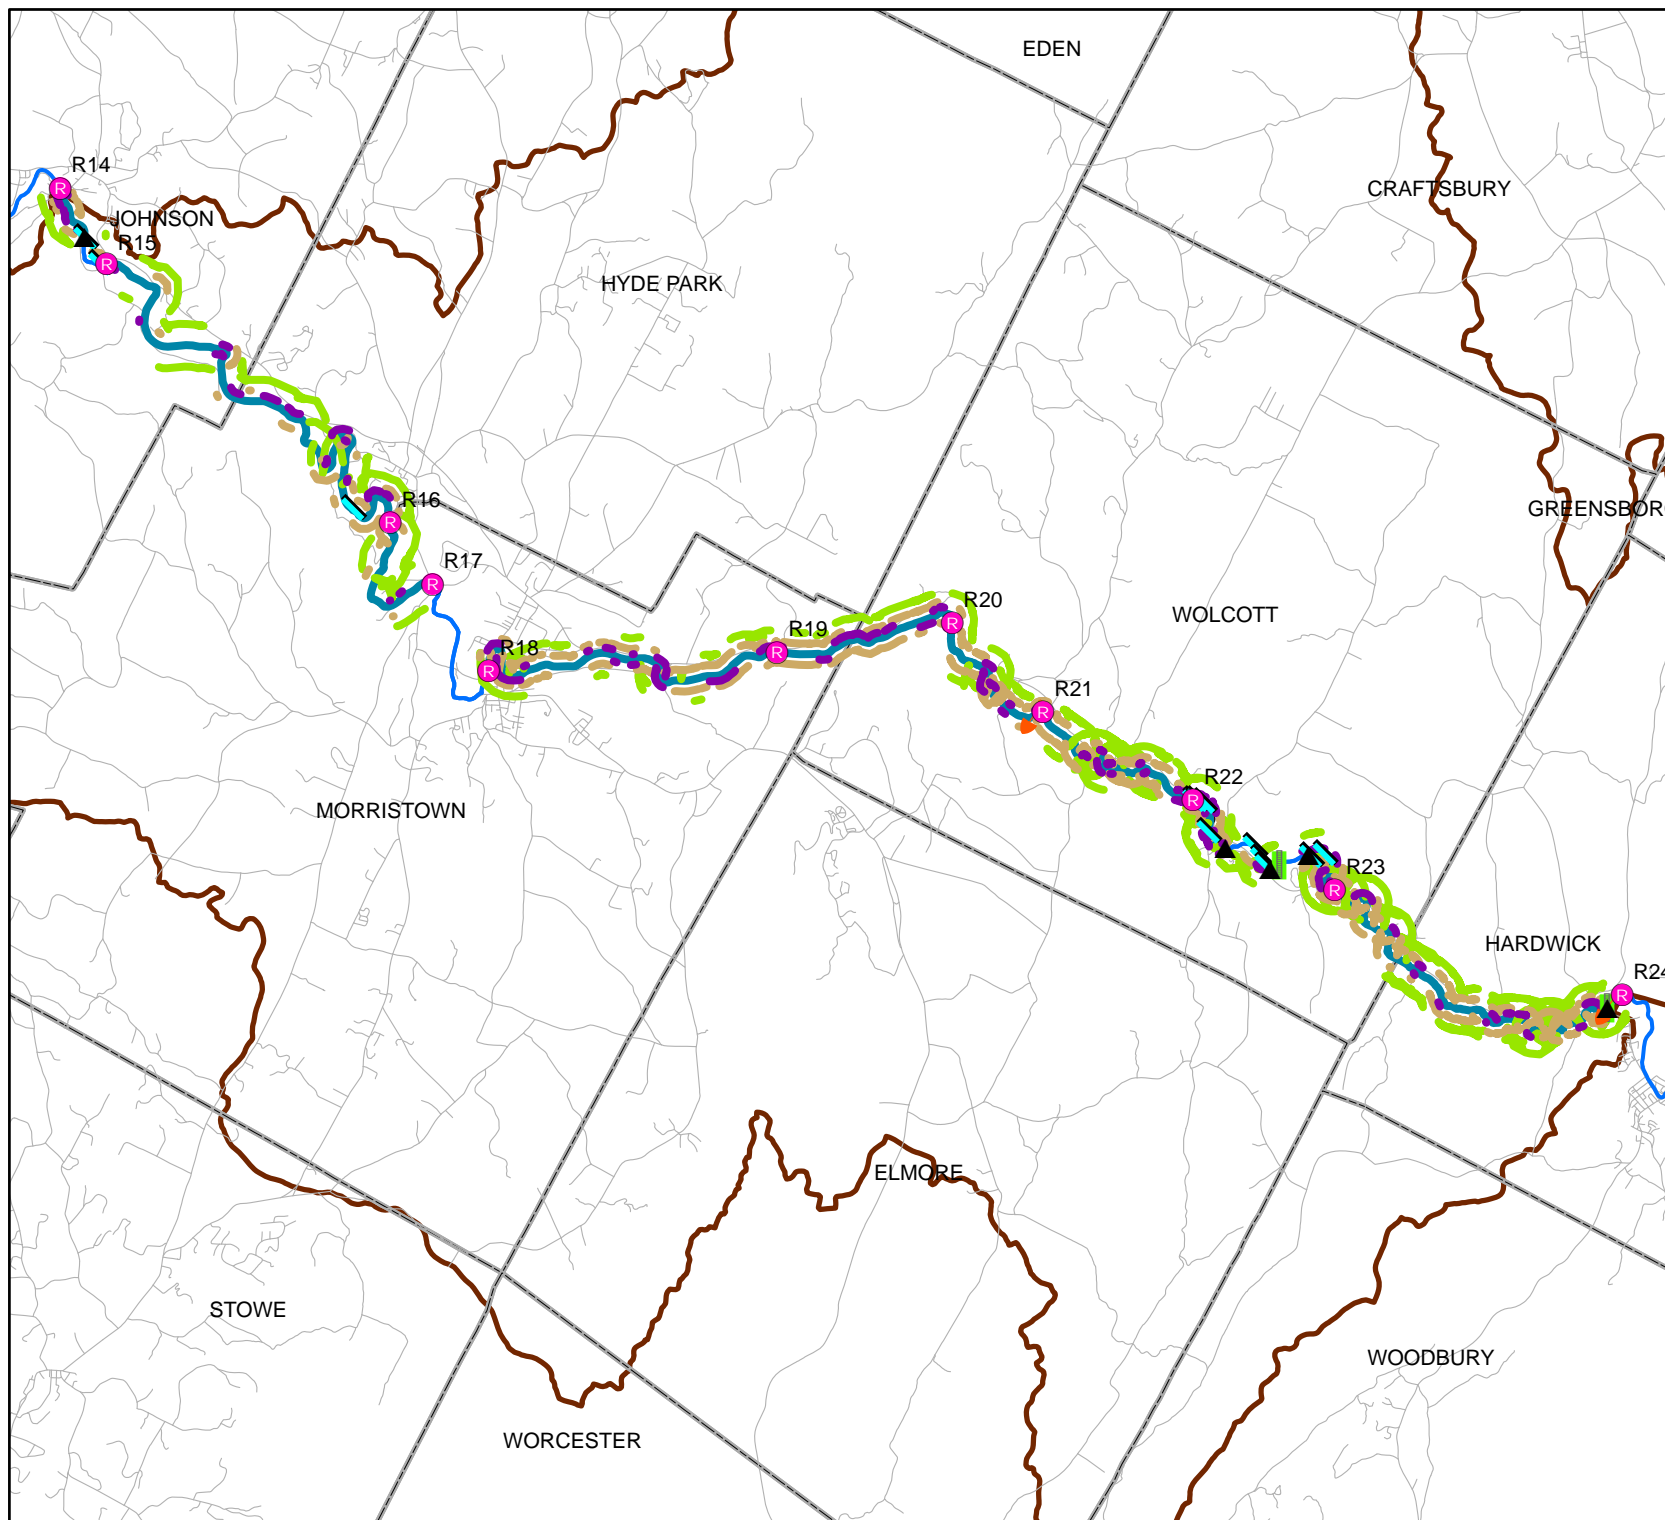 EDEN
R14
CRAFTSBURY
JOHNSON
R15
HYDE PARK
R16
GREENSBORO
R17
R20
WOLCOTT
R19
R18
R21
R22
MORRISTOWN
R23
HARDWICK
R24
ELMORE
STOWE
WOODBURY
WORCESTER
R
R
R
R
R
R
R
R
R
R
R